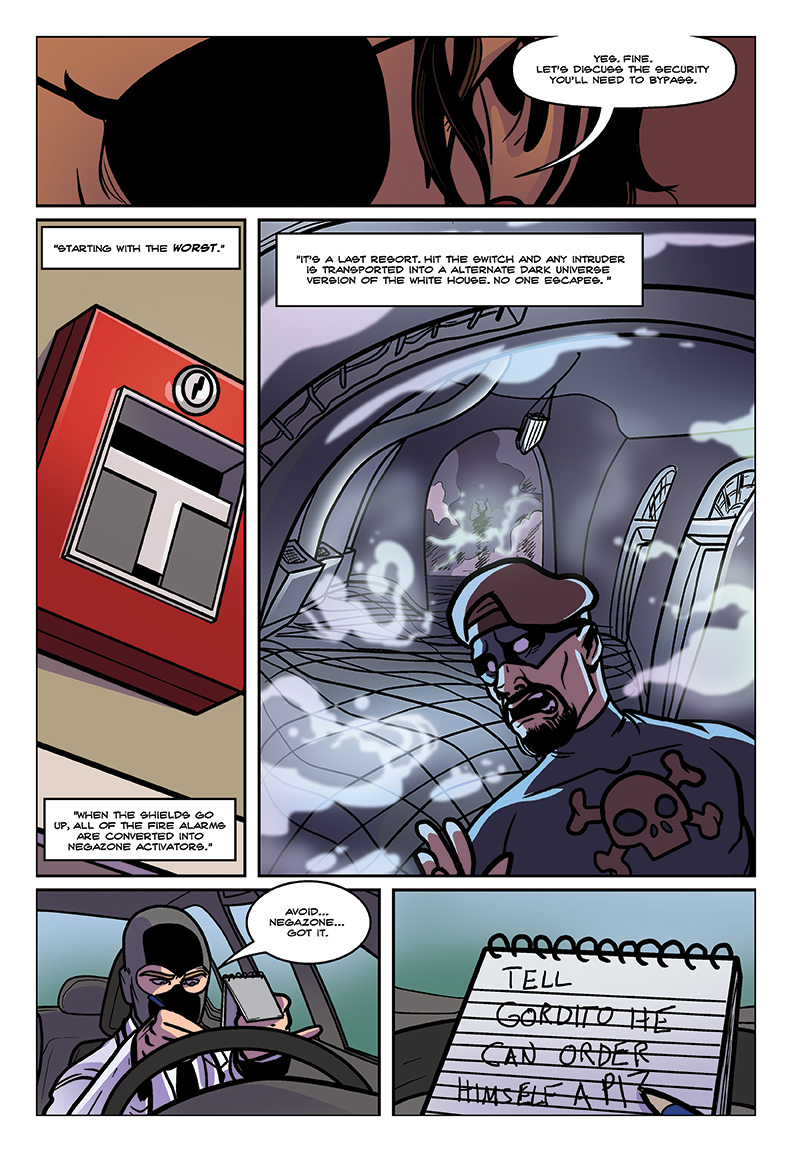 YES. FINE.
LET'S DISCUSS THE SECURITY
YOU'LL NEED TO BYPASS.
"STARTING WITH THE WORST."
"IT'S A LAST RESORT. HIT THE SWITCH AND ANY INTRUDER
IS TRANSPORTED INTO A ALTERNATE DARK UNIVERSE
VERSION OF THE WHITE HOUSE. NO ONE ESCAPES. "
"WHEN THE SHIELDS GO
UP, ALL OF THE FIRE ALARMS
ARE CONVERTED INTO
NEGAZONE ACTIVATORS."
AVOID...
NEGAZONE...
GOT IT.
TELL
GORDITO HE
CAN ORDER
HIMSELF A PIZ